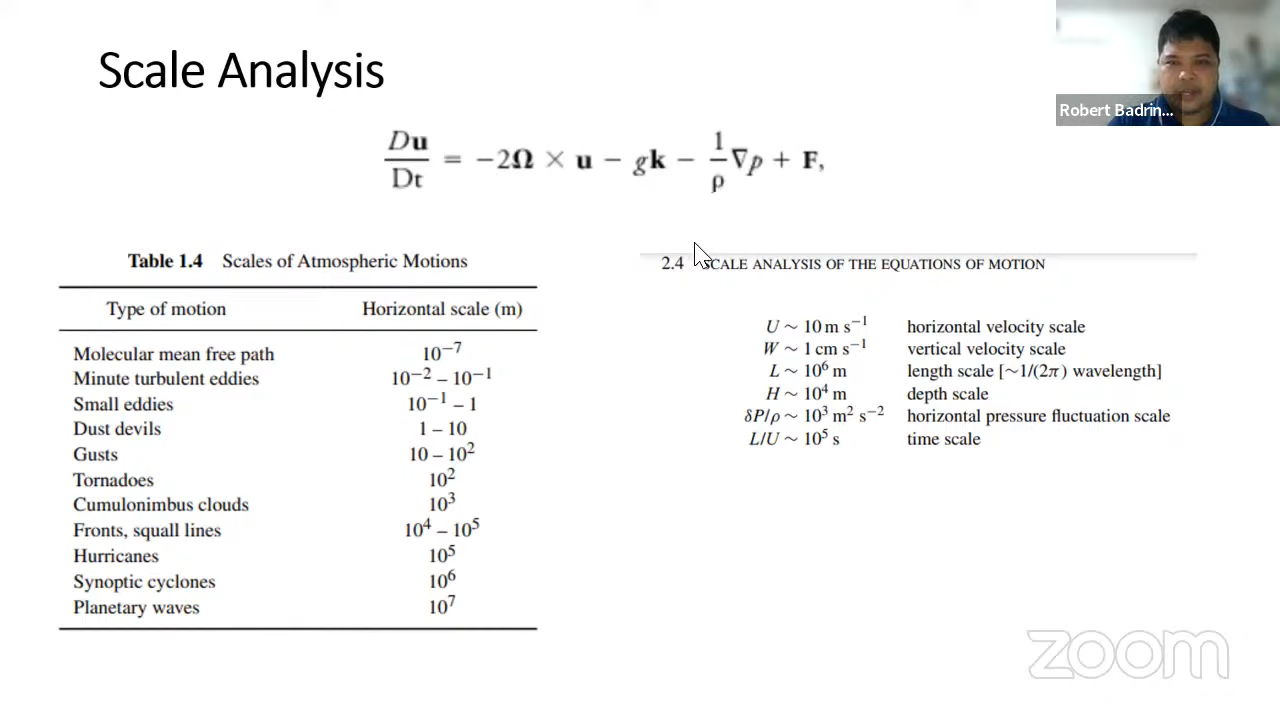 Scale Analysis
Robert Badrin...
Du/Dt = −2Ω × u − gk − 1/ρ ∇p + F,
Table 1.4 Scales of Atmospheric Motions
Type of motion Horizontal scale (m)
Molecular mean free path 10⁻⁷
Minute turbulent eddies 10⁻² – 10⁻¹
Small eddies 10⁻¹ – 1
Dust devils 1 – 10
Gusts 10 – 10²
Tornadoes 10²
Cumulonimbus clouds 10³
Fronts, squall lines 10⁴ – 10⁵
Hurricanes 10⁵
Synoptic cyclones 10⁶
Planetary waves 10⁷
2.4 SCALE ANALYSIS OF THE EQUATIONS OF MOTION
U ~ 10 m s⁻¹ horizontal velocity scale
W ~ 1 cm s⁻¹ vertical velocity scale
L ~ 10⁶ m length scale [~1/(2π) wavelength]
H ~ 10⁴ m depth scale
δP/ρ ~ 10³ m² s⁻² horizontal pressure fluctuation scale
L/U ~ 10⁵ s time scale
zoom